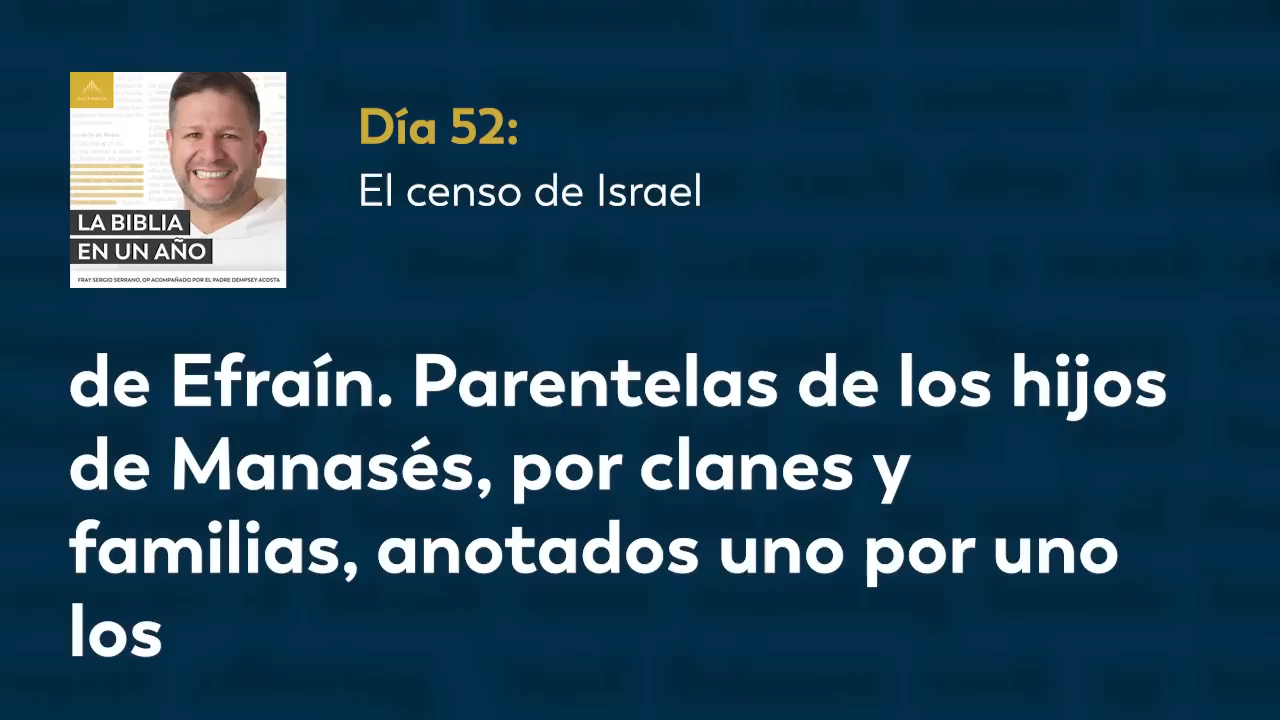 ASCENSION
Día 52:
El censo de Israel
LA BIBLIA
EN UN AÑO
FRAY SERGIO SERRANO, OP ACOMPAÑADO POR EL PADRE DEMPSEY ACOSTA
de Efraín. Parentelas de los hijos
de Manasés, por clanes y
familias, anotados uno por uno
los